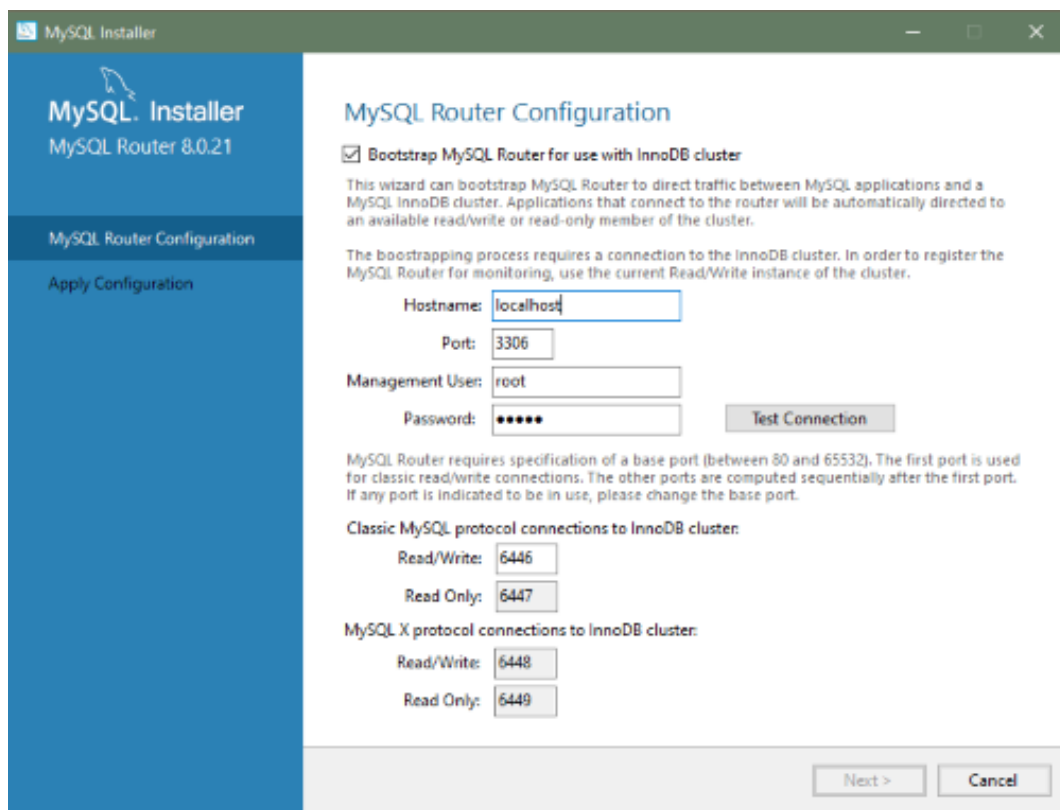 MySQL Installer
MySQL. Installer
MySQL Router 8.0.21
MySQL Router Configuration
Apply Configuration
MySQL Router Configuration
Bootstrap MySQL Router for use with InnoDB cluster
This wizard can bootstrap MySQL Router to direct traffic between MySQL applications and a
MySQL InnoDB cluster. Applications that connect to the router will be automatically directed to
an available read/write or read-only member of the cluster.
The boostrapping process requires a connection to the InnoDB cluster. In order to register the
MySQL Router for monitoring, use the current Read/Write instance of the cluster.
Hostname: localhost
Port: 3306
Management User: root
Password: •••••
Test Connection
MySQL Router requires specification of a base port (between 80 and 65532). The first port is used
for classic read/write connections. The other ports are computed sequentially after the first port.
If any port is indicated to be in use, please change the base port.
Classic MySQL protocol connections to InnoDB cluster:
Read/Write: 6446
Read Only: 6447
MySQL X protocol connections to InnoDB cluster:
Read/Write: 6448
Read Only: 6449
Next >
Cancel